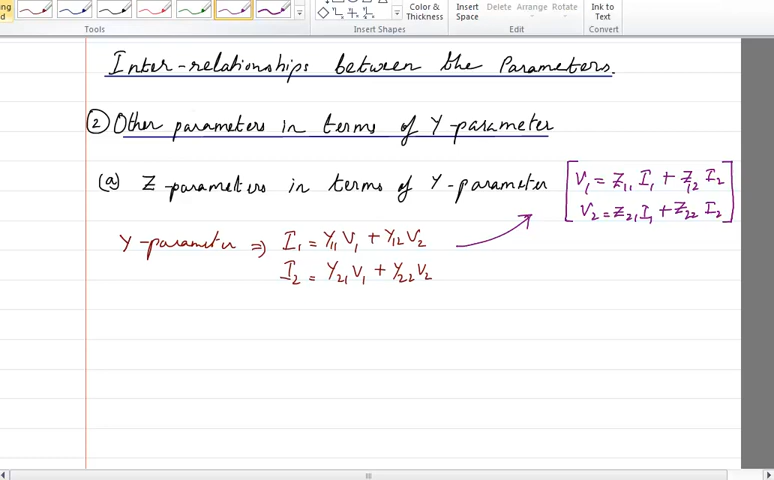 Color & Thickness
Insert Space
Delete
Arrange
Rotate
Ink to Text
Tools
Insert Shapes
Edit
Convert
Inter-relationships between the Parameters.
② Other parameters in terms of Y-parameter
(a) Z parameters in terms of Y-parameter
[V₁ = Z₁₁ I₁ + Z₁₂ I₂
V₂ = Z₂₁ I₁ + Z₂₂ I₂]
Y-parameter ⇒ I₁ = Y₁₁ V₁ + Y₁₂ V₂
I₂ = Y₂₁ V₁ + Y₂₂ V₂